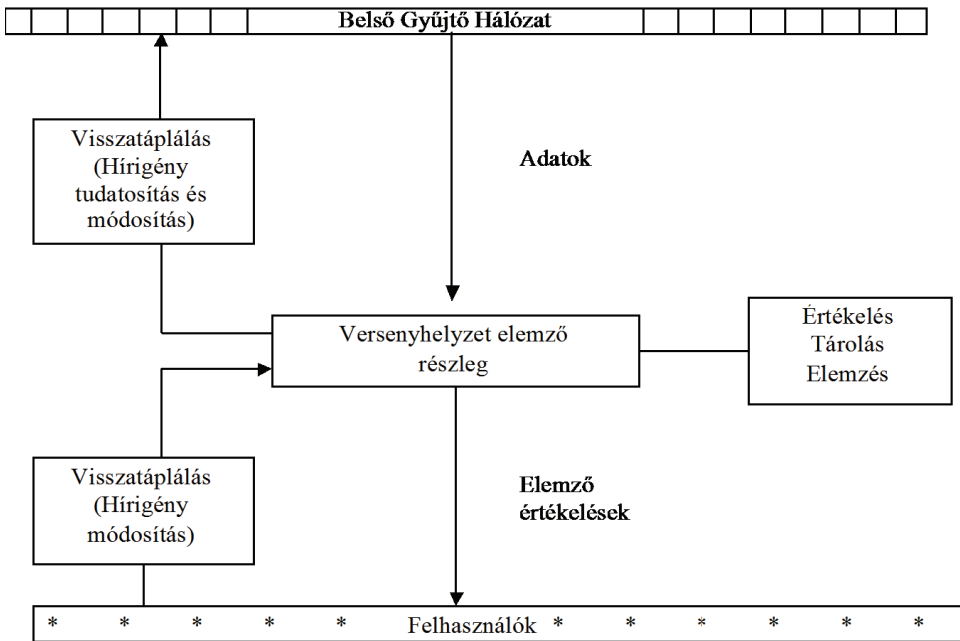 Belső Gyűjtő Hálózat
Visszatáplálás
(Hírigény
tudatosítás és
módosítás)
Adatok
Versenyhelyzet elemző
részleg
Értékelés
Tárolás
Elemzés
Visszatáplálás
(Hírigény
módosítás)
Elemző
értékelések
* * * * * Felhasználók * * * * * *